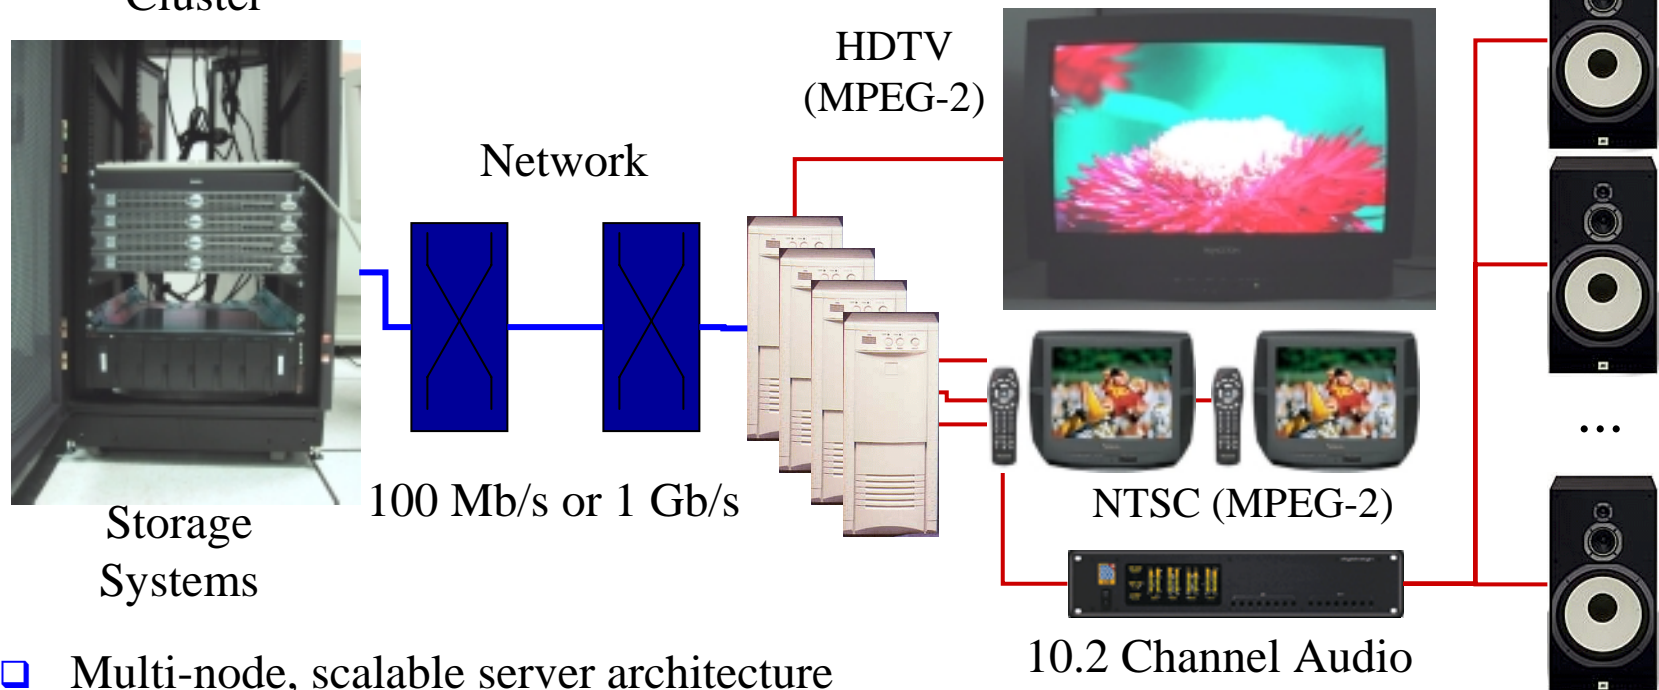 Cluster
HDTV
(MPEG-2)
Network
100 Mb/s or 1 Gb/s
NTSC (MPEG-2)
...
Storage
Systems
10.2 Channel Audio
Multi-node, scalable server architecture